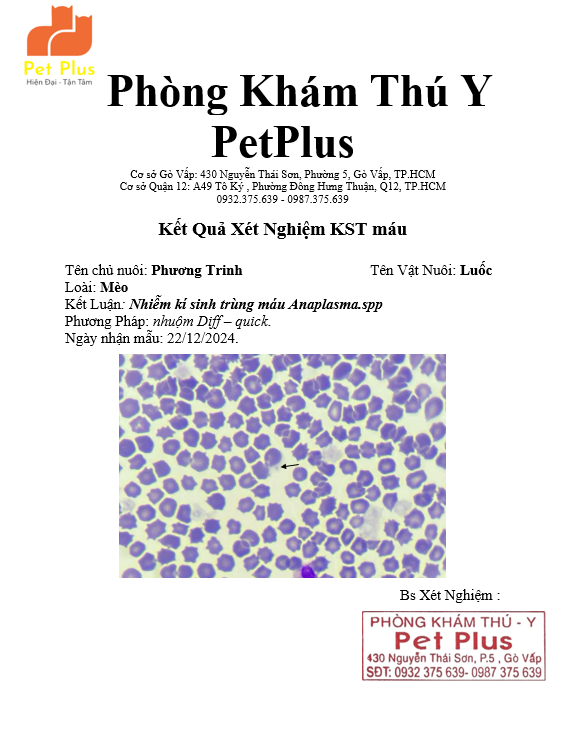 Pet Plus
Hiện Đại - Tận Tâm
Phòng Khám Thú Y
PetPlus
Cơ sở Gò Vấp: 430 Nguyễn Thái Sơn, Phường 5, Gò Vấp, TP.HCM
Cơ sở Quận 12: A49 Tô Ký , Phường Đông Hưng Thuận, Q12, TP.HCM
0932.375.639 - 0987.375.639
Kết Quả Xét Nghiệm KST máu
Tên chủ nuôi: Phương Trinh Tên Vật Nuôi: Luốc
Loài: Mèo
Kết Luận: Nhiễm kí sinh trùng máu Anaplasma.spp
Phương Pháp: nhuộm Diff – quick.
Ngày nhận mẫu: 22/12/2024.
Bs Xét Nghiệm :
PHÒNG KHÁM THÚ - Y
Pet Plus
430 Nguyễn Thái Sơn, P.5 , Gò Vấp
SĐT: 0932 375 639- 0987 375 639